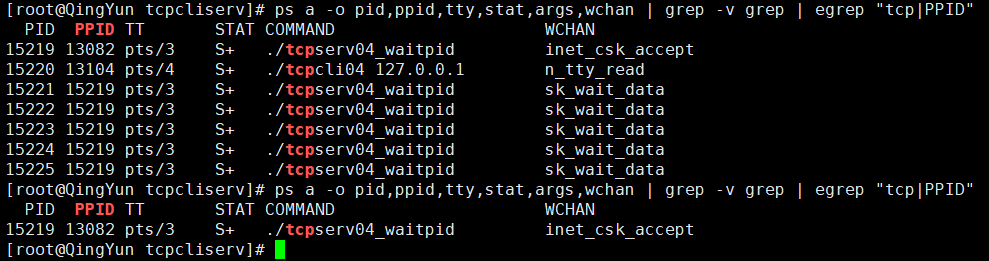 [root@QingYun tcpcliserv]# ps a -o pid,ppid,tty,stat,args,wchan | grep -v grep | egrep "tcp|PPID"
  PID  PPID TT       STAT COMMAND                     WCHAN
15219 13082 pts/3    S+   ./tcpserv04_waitpid         inet_csk_accept
15220 13104 pts/4    S+   ./tcpcli04 127.0.0.1        n_tty_read
15221 15219 pts/3    S+   ./tcpserv04_waitpid         sk_wait_data
15222 15219 pts/3    S+   ./tcpserv04_waitpid         sk_wait_data
15223 15219 pts/3    S+   ./tcpserv04_waitpid         sk_wait_data
15224 15219 pts/3    S+   ./tcpserv04_waitpid         sk_wait_data
15225 15219 pts/3    S+   ./tcpserv04_waitpid         sk_wait_data
[root@QingYun tcpcliserv]# ps a -o pid,ppid,tty,stat,args,wchan | grep -v grep | egrep "tcp|PPID"
  PID  PPID TT       STAT COMMAND                     WCHAN
15219 13082 pts/3    S+   ./tcpserv04_waitpid         inet_csk_accept
[root@QingYun tcpcliserv]#